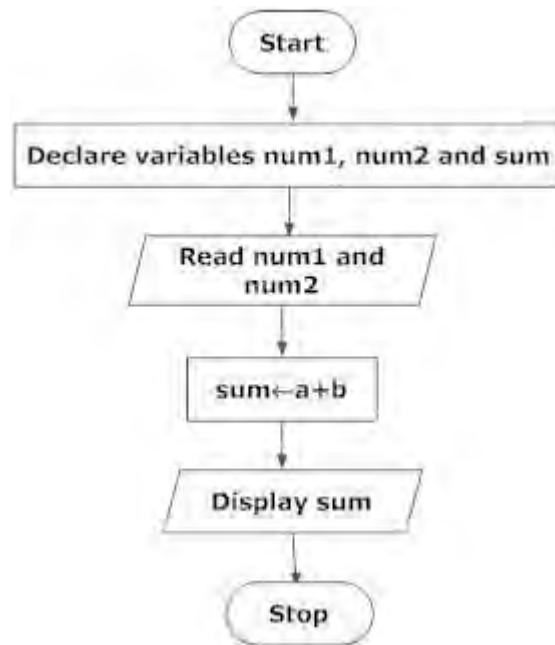 Start
Declare variables num1, num2 and sum
Read num1 and
num2
sum←a+b
Display sum
Stop